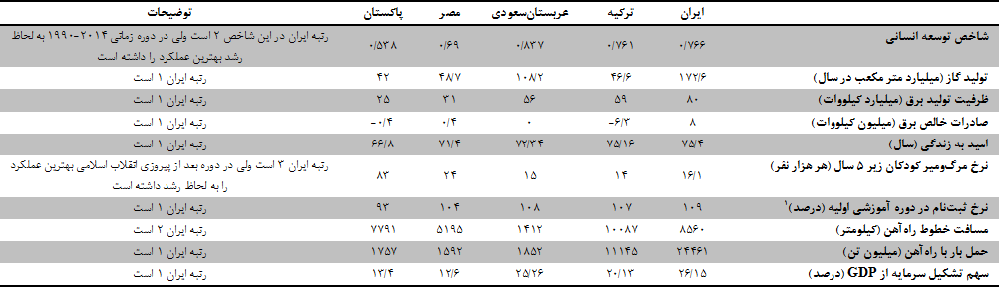 ایران ترکیه عربستان‌سعودی مصر پاکستان توضیحات
شاخص توسعه انسانی ۰/۷۶۶ ۰/۷۶۱ ۰/۸۳۷ ۰/۶۹ ۰/۵۳۸ رتبه ایران در این شاخص ۲ است ولی در دوره زمانی ۲۰۱۴-۱۹۹۰ به لحاظ
رشد بهترین عملکرد را داشته است
تولید گاز (میلیارد متر مکعب در سال) ۱۷۲/۶ ۴۶/۶ ۱۰۸/۲ ۴۸/۷ ۴۲ رتبه ایران ۱ است
ظرفیت تولید برق (میلیارد کیلووات) ۸۰ ۵۹ ۵۶ ۳۱ ۲۵ رتبه ایران ۱ است
صادرات خالص برق (میلیون کیلووات) ۸ -۶/۳ ۰ ۰/۴ -۰/۴ رتبه ایران ۱ است
امید به زندگی (سال) ۷۵/۴ ۷۵/۱۶ ۷۲/۳۴ ۷۱/۴ ۶۶/۸ رتبه ایران ۱ است
نرخ مرگ‌ومیر کودکان زیر ۵ سال (هر هزار نفر) ۱۶/۱ ۱۴ ۱۵ ۲۴ ۸۳ رتبه ایران ۳ است ولی در دوره بعد از پیروزی انقلاب اسلامی بهترین عملکرد
را به لحاظ رشد داشته است
نرخ ثبت‌نام در دوره آموزشی اولیه (درصد)۱ ۱۰۹ ۱۰۷ ۱۰۸ ۱۰۴ ۹۳ رتبه ایران ۱ است
مسافت خطوط راه آهن (کیلومتر) ۸۵۶۰ ۱۰۰۸۷ ۱۴۱۲ ۵۱۹۵ ۷۷۹۱ رتبه ایران ۲ است
حمل بار با راه آهن (میلیون تن) ۲۴۴۶۱ ۱۱۱۴۵ ۱۸۵۲ ۱۵۹۲ ۱۷۵۷ رتبه ایران ۱ است
سهم تشکیل سرمایه از GDP (درصد) ۲۶/۱۵ ۲۰/۱۳ ۲۵/۲۶ ۱۲/۶ ۱۳/۴ رتبه ایران ۱ است